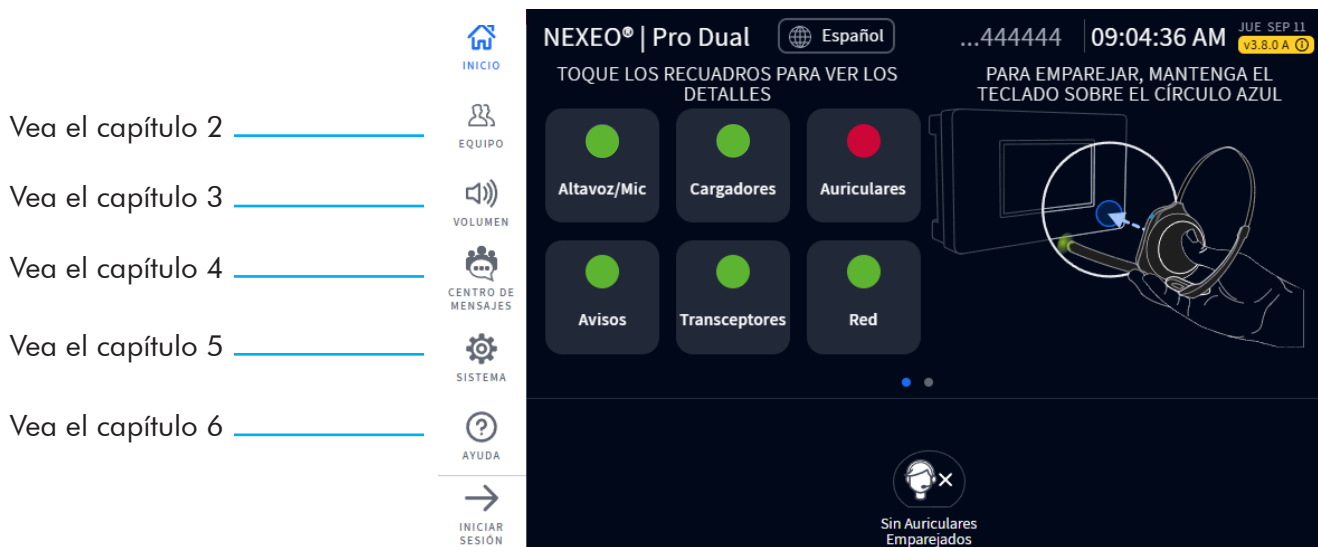 Vea el capítulo 2
Vea el capítulo 3
Vea el capítulo 4
Vea el capítulo 5
Vea el capítulo 6
INICIO
EQUIPO
VOLUMEN
CENTRO DE
MENSAJES
SISTEMA
AYUDA
INICIAR
SESIÓN
NEXEO® | Pro Dual
Español
...444444
09:04:36 AM
JUE SEP 11
v3.8.0 A
TOQUE LOS RECUADROS PARA VER LOS
DETALLES
Altavoz/Mic
Cargadores
Auriculares
Avisos
Transceptores
Red
PARA EMPAREJAR, MANTENGA EL
TECLADO SOBRE EL CÍRCULO AZUL
Sin Auriculares
Emparejados